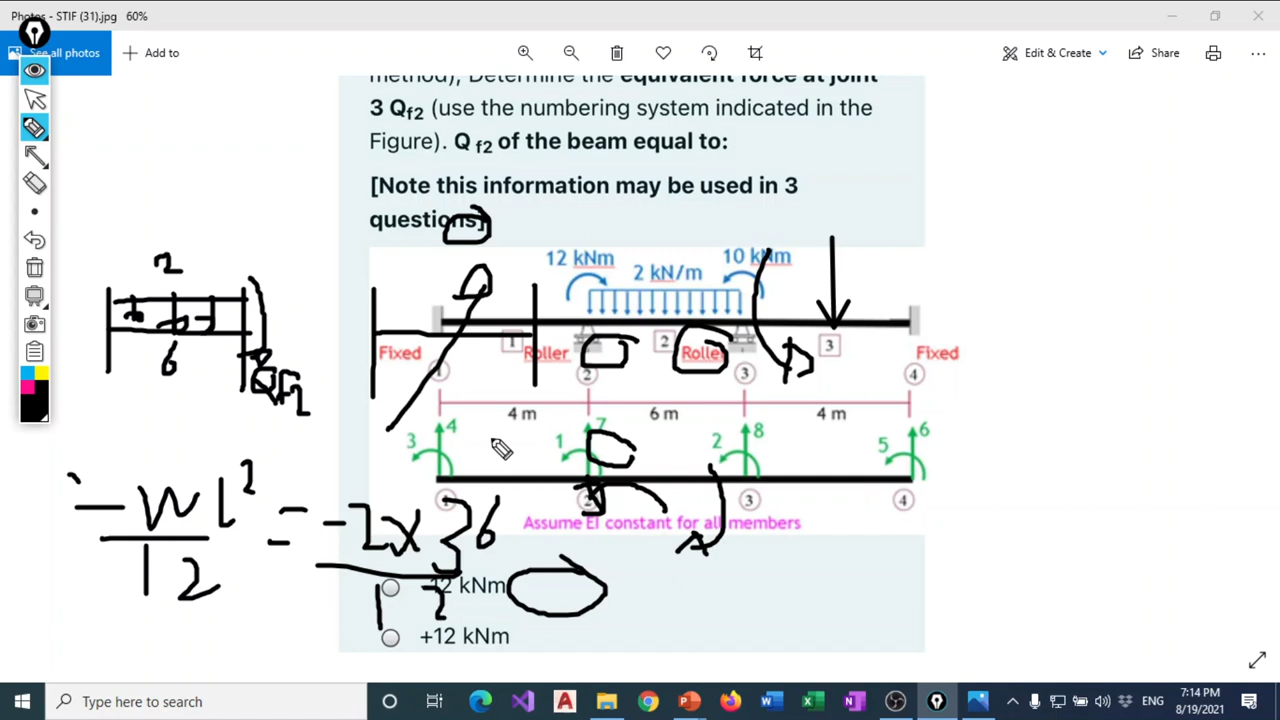 Photos - STIF (31).jpg 60%
See all photos
Add to
Edit & Create
Share
method), Determine the equivalent force at joint
3 Qf2 (use the numbering system indicated in the
Figure). Q f2 of the beam equal to:
[Note this information may be used in 3
questions]
12 kNm
10 kNm
2 kN/m
1
2
3
Fixed
Roller
Roller
Fixed
1
2
3
4
4 m
6 m
4 m
3
4
1
7
2
8
5
6
1
2
3
4
Assume EI constant for all members
2
6
QF2
-WL²
12
= -2x36
12
-12 kNm
+12 kNm
Type here to search
ENG
7:14 PM
8/19/2021